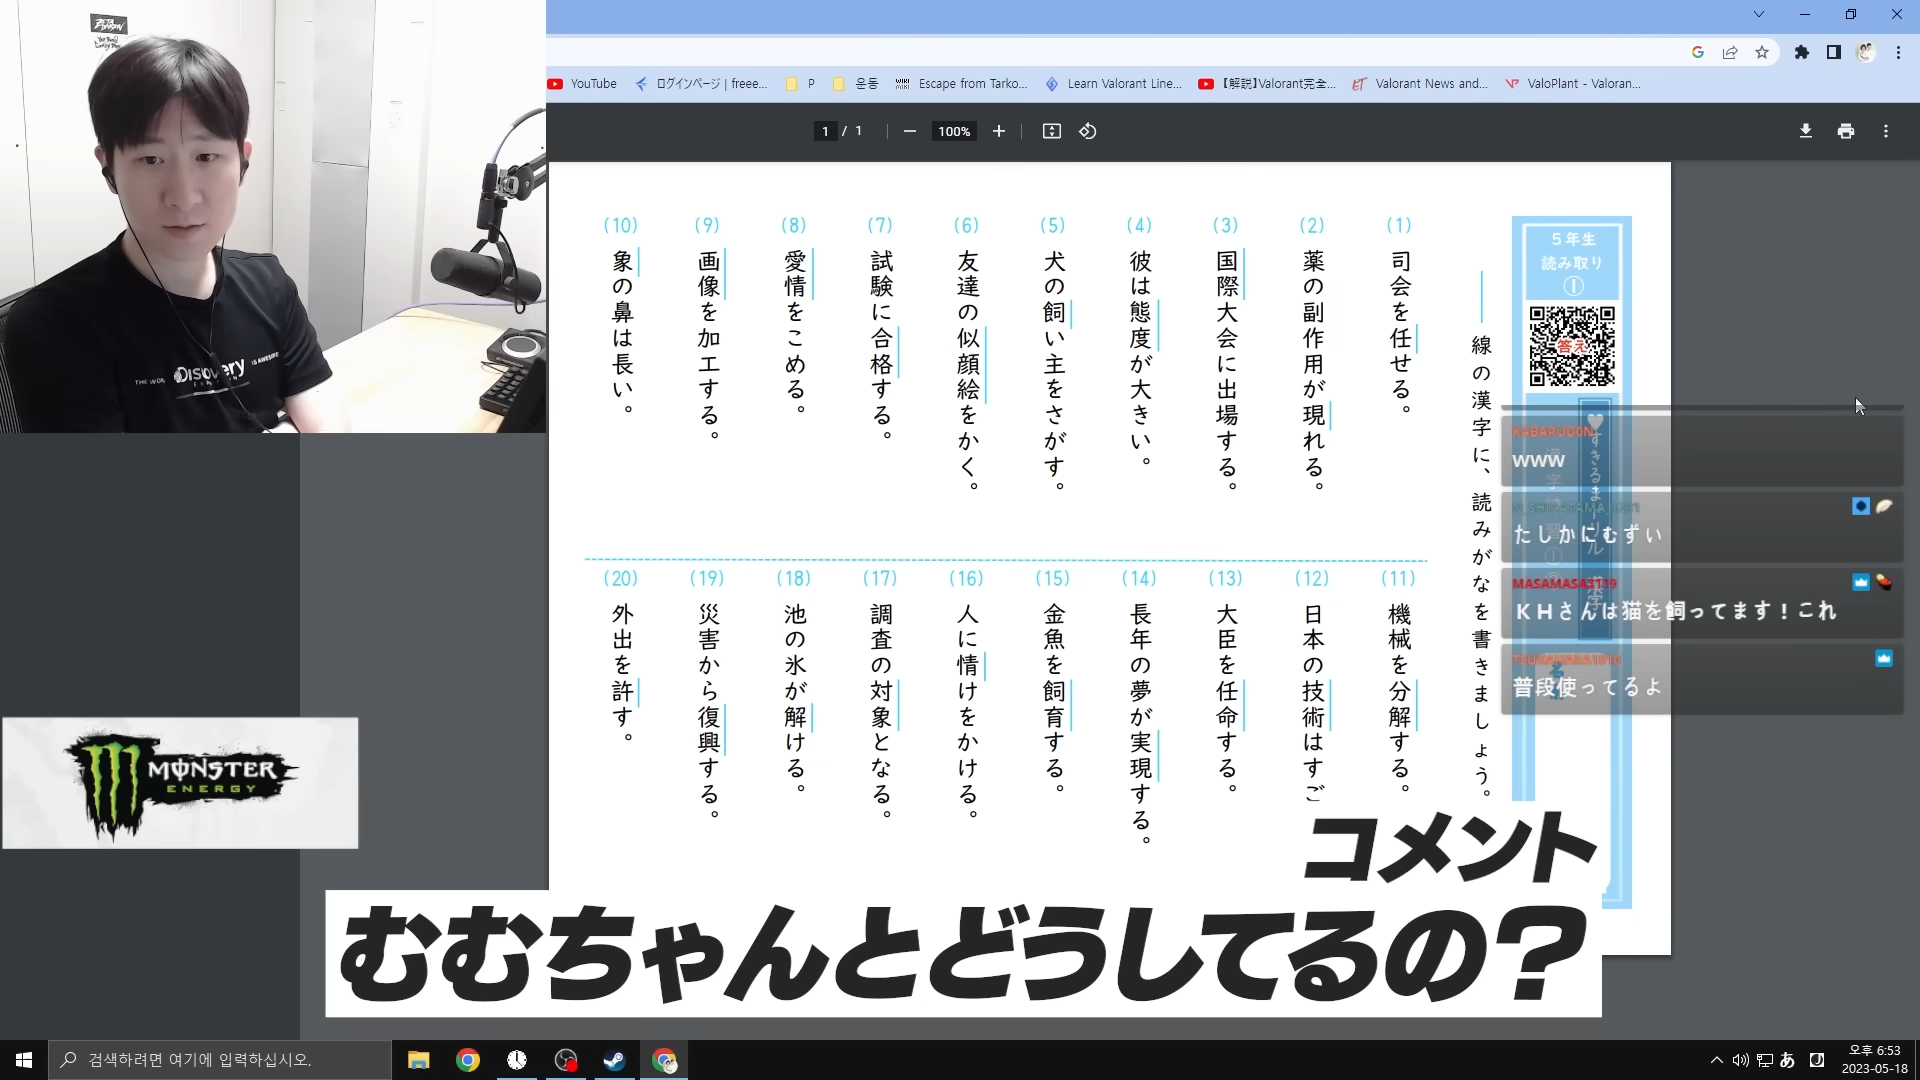 YouTube
ログインページ | freee...
P
운동
Escape from Tarko...
Learn Valorant Line...
【解説】Valorant完全...
Valorant News and...
ValoPlant - Valoran...
1 / 1
100%
5年生
読み取り
①
答え
線の漢字に、読みがなを書きましょう。
(1)
司会を任せる。
(2)
薬の副作用が現れる。
(3)
国際大会に出場する。
(4)
彼は態度が大きい。
(5)
犬の飼い主をさがす。
(6)
友達の似顔絵をかく。
(7)
試験に合格する。
(8)
愛情をこめる。
(9)
画像を加工する。
(10)
象の鼻は長い。
(11)
機械を分解する。
(12)
日本の技術はすご
(13)
大臣を任命する。
(14)
長年の夢が実現する。
(15)
金魚を飼育する。
(16)
人に情けをかける。
(17)
調査の対象となる。
(18)
池の氷が解ける。
(19)
災害から復興する。
(20)
外出を許す。
KABARUDON
www
たしかにむずい
MASAMASA3119
KHさんは猫を飼ってます！これ
普段使ってるよ
Discovery
MONSTER
ENERGY
コメント
むむちゃんとどうしてるの？
검색하려면 여기에 입력하십시오.
あ
오후 6:53
2023-05-18